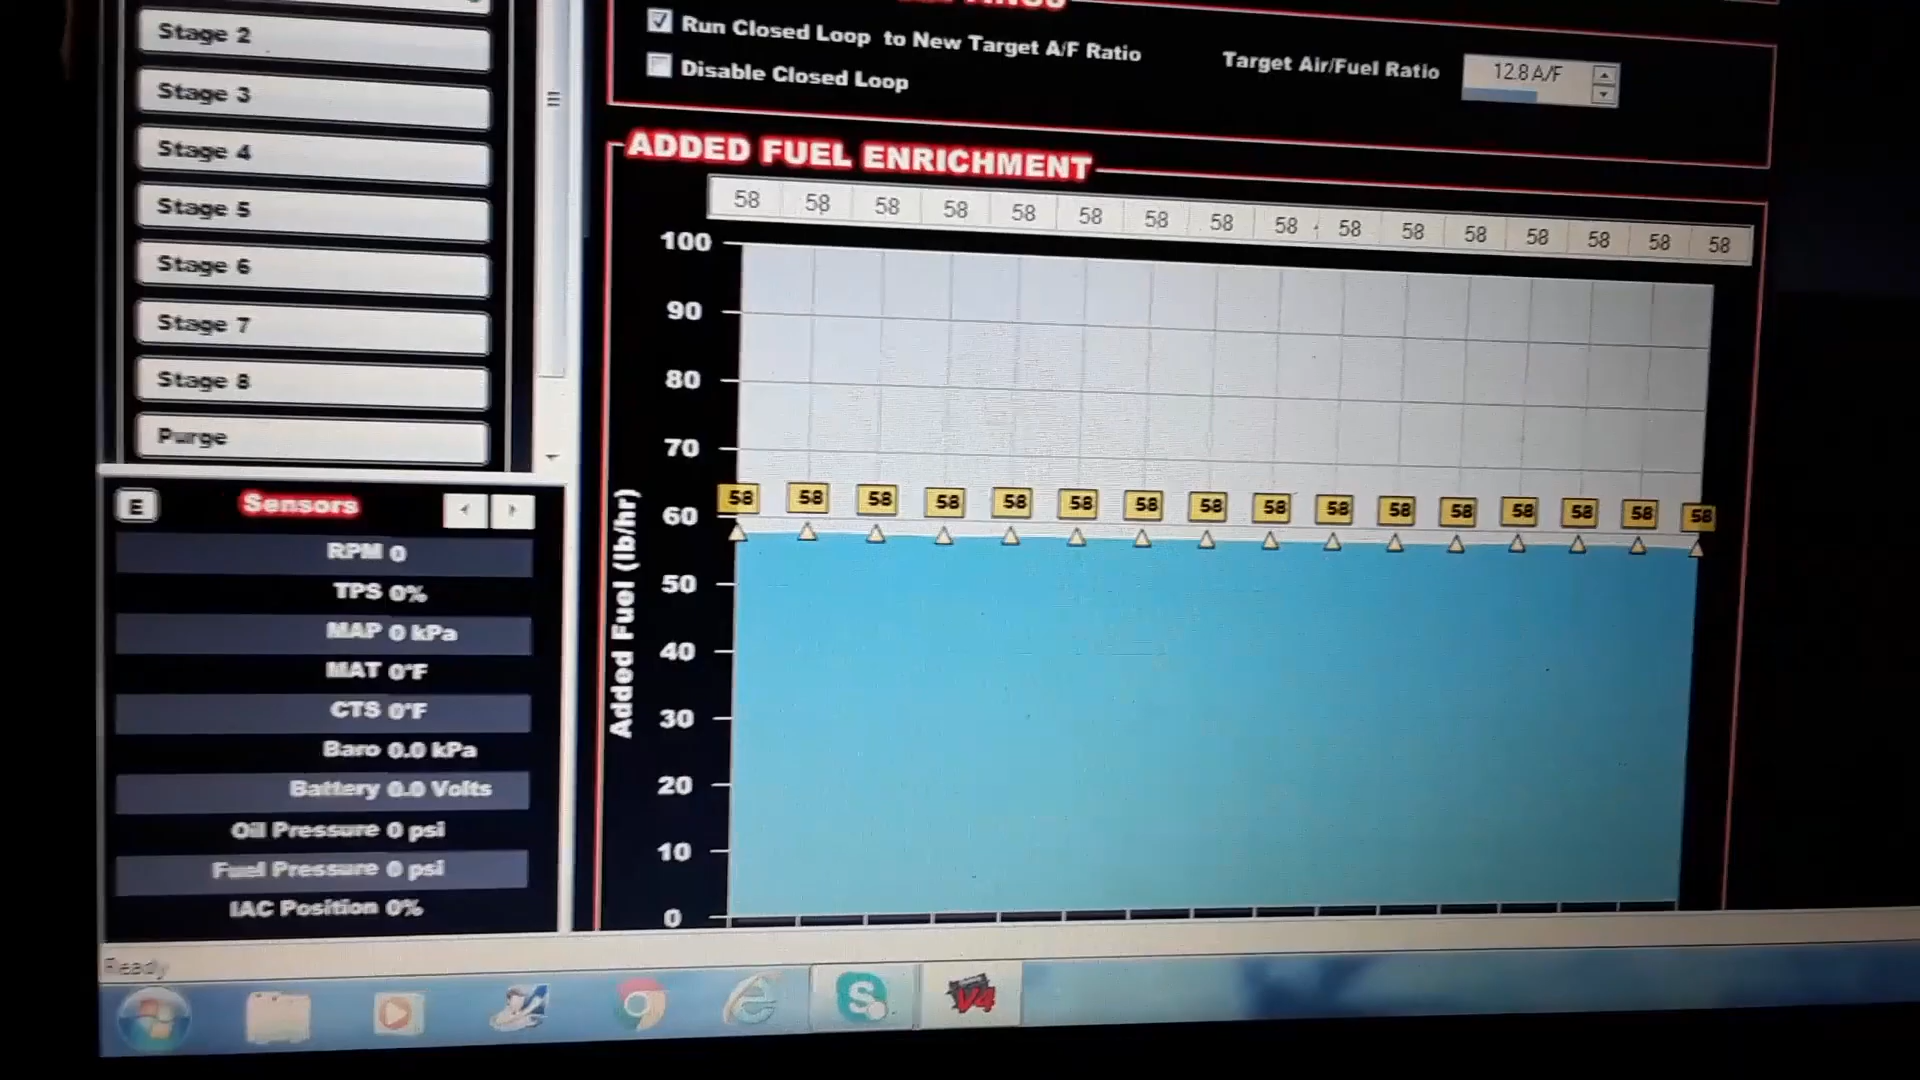 Stage 2
Stage 3
Stage 4
Stage 5
Stage 6
Stage 7
Stage 8
Purge
E Sensors
RPM 0
TPS 0%
MAP 0 kPa
MAT 0°F
CTS 0°F
Baro 0.0 kPa
Battery 0.0 Volts
Oil Pressure 0 psi
Fuel Pressure 0 psi
IAC Position 0%
Ready
Run Closed Loop to New Target A/F Ratio
Disable Closed Loop
Target Air/Fuel Ratio 12.8 A/F
ADDED FUEL ENRICHMENT
58 58 58 58 58 58 58 58 58 58 58 58 58 58 58 58
100
90
80
70
60
50
40
30
20
10
0
Added Fuel (lb/hr)
58 58 58 58 58 58 58 58 58 58 58 58 58 58 58 58
S
V4